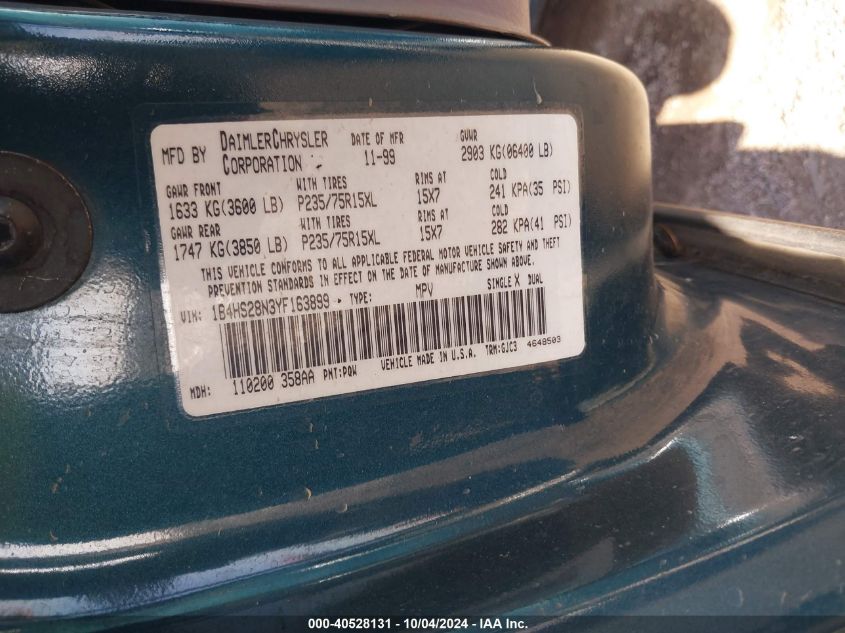 MFD BY DAIMLERCHRYSLER CORPORATION DATE OF MFR 11-99 GVWR 2903 KG(06400 LB)
GAWR FRONT WITH TIRES RIMS AT COLD
1633 KG(3600 LB) P235/75R15XL 15X7 241 KPA(35 PSI)
GAWR REAR WITH TIRES RIMS AT COLD
1747 KG(3850 LB) P235/75R15XL 15X7 282 KPA(41 PSI)
THIS VEHICLE CONFORMS TO ALL APPLICABLE FEDERAL MOTOR VEHICLE SAFETY AND THEFT
PREVENTION STANDARDS IN EFFECT ON THE DATE OF MANUFACTURE SHOWN ABOVE.
VIN: 1B4HS28N3YF163899 TYPE: MPV SINGLE X DUAL
MDH: 110200 358AA PNT:PQW VEHICLE MADE IN U.S.A. TRM:GJC3 4648503
000-40528131 - 10/04/2024 - IAA Inc.